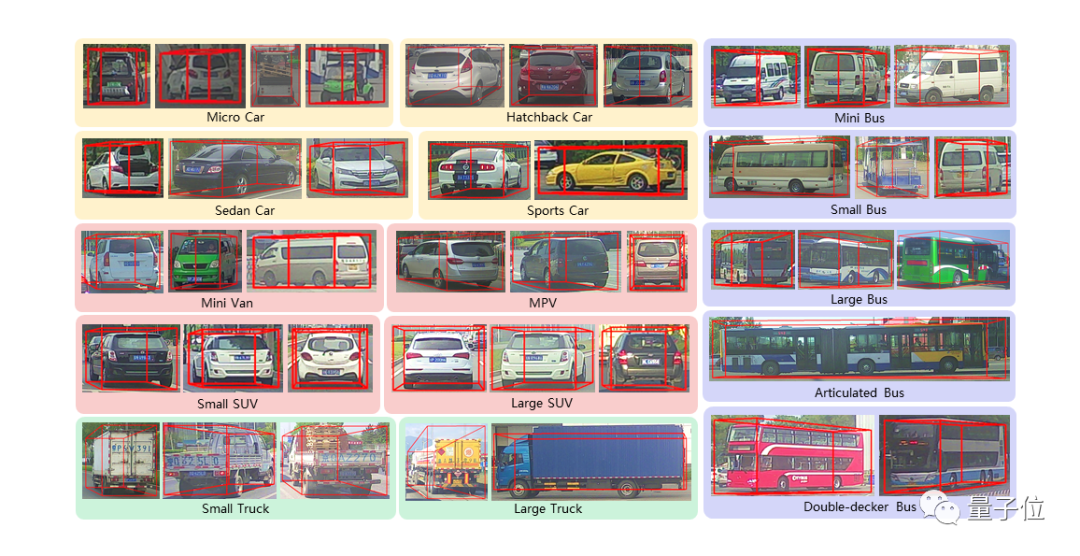 Micro Car
Hatchback Car
Mini Bus
Sedan Car
Sports Car
Small Bus
Mini Van
MPV
Large Bus
Small SUV
Large SUV
Articulated Bus
Small Truck
Large Truck
Double-decker Bus
量子位